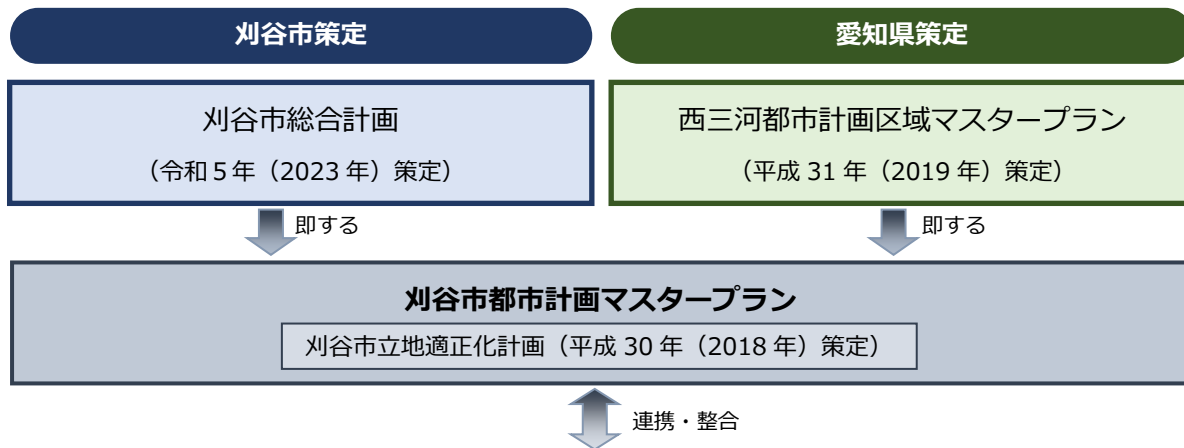 刈谷市策定
愛知県策定
刈谷市総合計画
（令和５年（2023 年）策定）
西三河都市計画区域マスタープラン
（平成 31 年（2019 年）策定）
即する
即する
刈谷市都市計画マスタープラン
刈谷市立地適正化計画（平成 30 年（2018 年）策定）
連携・整合